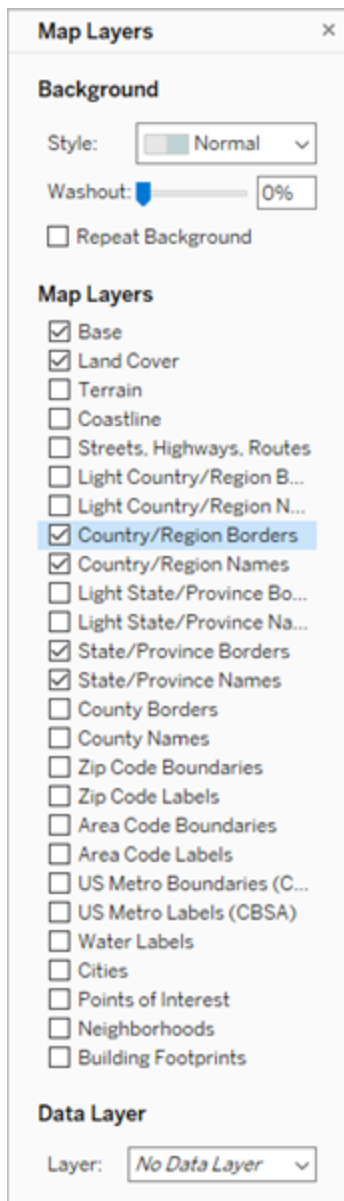 Map Layers
Background
Style: Normal
Washout: 0%
Repeat Background
Map Layers
Base
Land Cover
Terrain
Coastline
Streets, Highways, Routes
Light Country/Region B...
Light Country/Region N...
Country/Region Borders
Country/Region Names
Light State/Province Bo...
Light State/Province Na...
State/Province Borders
State/Province Names
County Borders
County Names
Zip Code Boundaries
Zip Code Labels
Area Code Boundaries
Area Code Labels
US Metro Boundaries (C...
US Metro Labels (CBSA)
Water Labels
Cities
Points of Interest
Neighborhoods
Building Footprints
Data Layer
Layer: No Data Layer